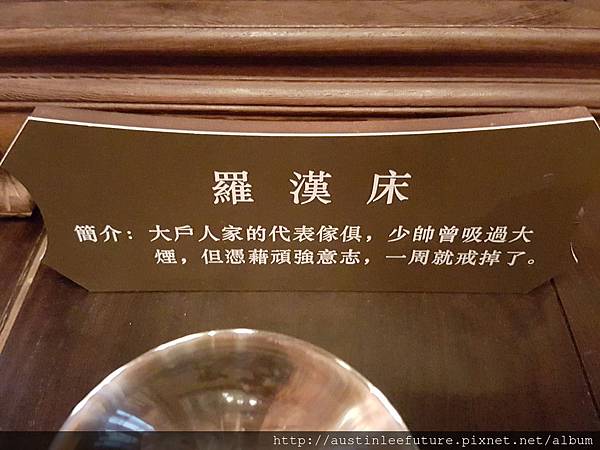 羅漢床
簡介：大戶人家的代表傢俱，少帥曾吸過大
煙，但憑藉頑強意志，一周就戒掉了。
http://austinleefuture.pixnet.net/album